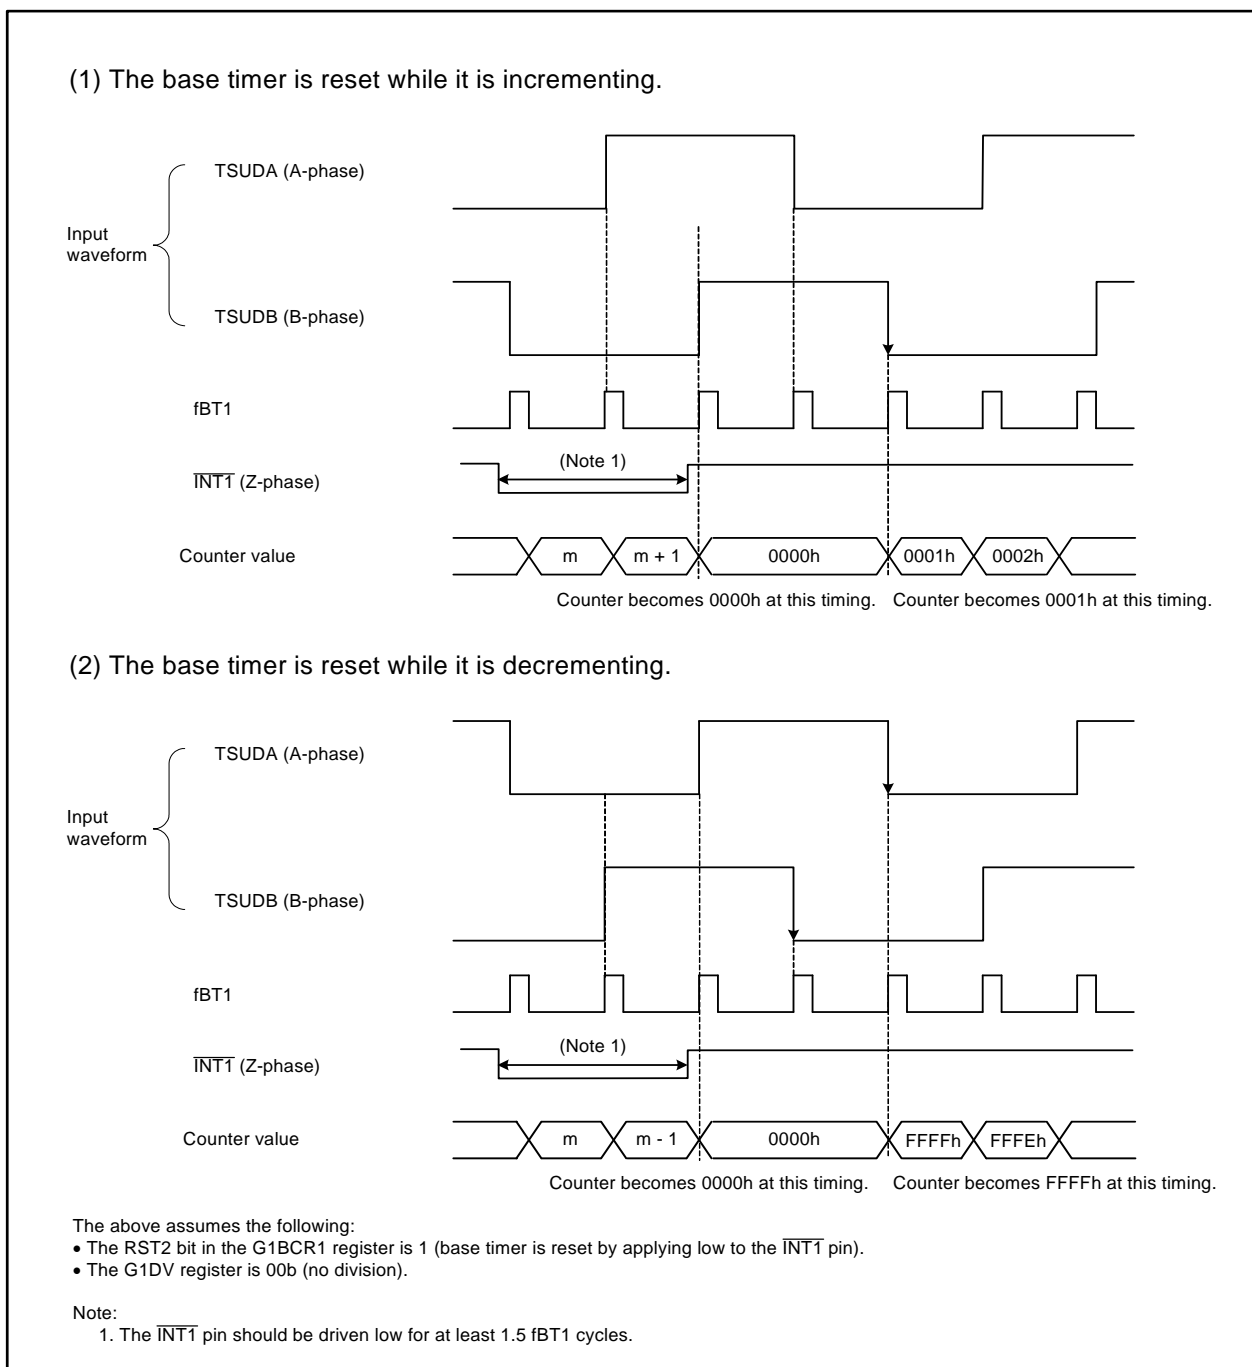 (1) The base timer is reset while it is incrementing.
TSUDA (A-phase)
Input
waveform
TSUDB (B-phase)
fBT1
(Note 1)
INT1 (Z-phase)
Counter value
m
m + 1
0000h
0001h
0002h
Counter becomes 0000h at this timing.
Counter becomes 0001h at this timing.
(2) The base timer is reset while it is decrementing.
TSUDA (A-phase)
Input
waveform
TSUDB (B-phase)
fBT1
(Note 1)
INT1 (Z-phase)
Counter value
m
m - 1
0000h
FFFFh
FFFEh
Counter becomes 0000h at this timing.
Counter becomes FFFFh at this timing.
The above assumes the following:
• The RST2 bit in the G1BCR1 register is 1 (base timer is reset by applying low to the INT1 pin).
• The G1DV register is 00b (no division).
Note:
1. The INT1 pin should be driven low for at least 1.5 fBT1 cycles.